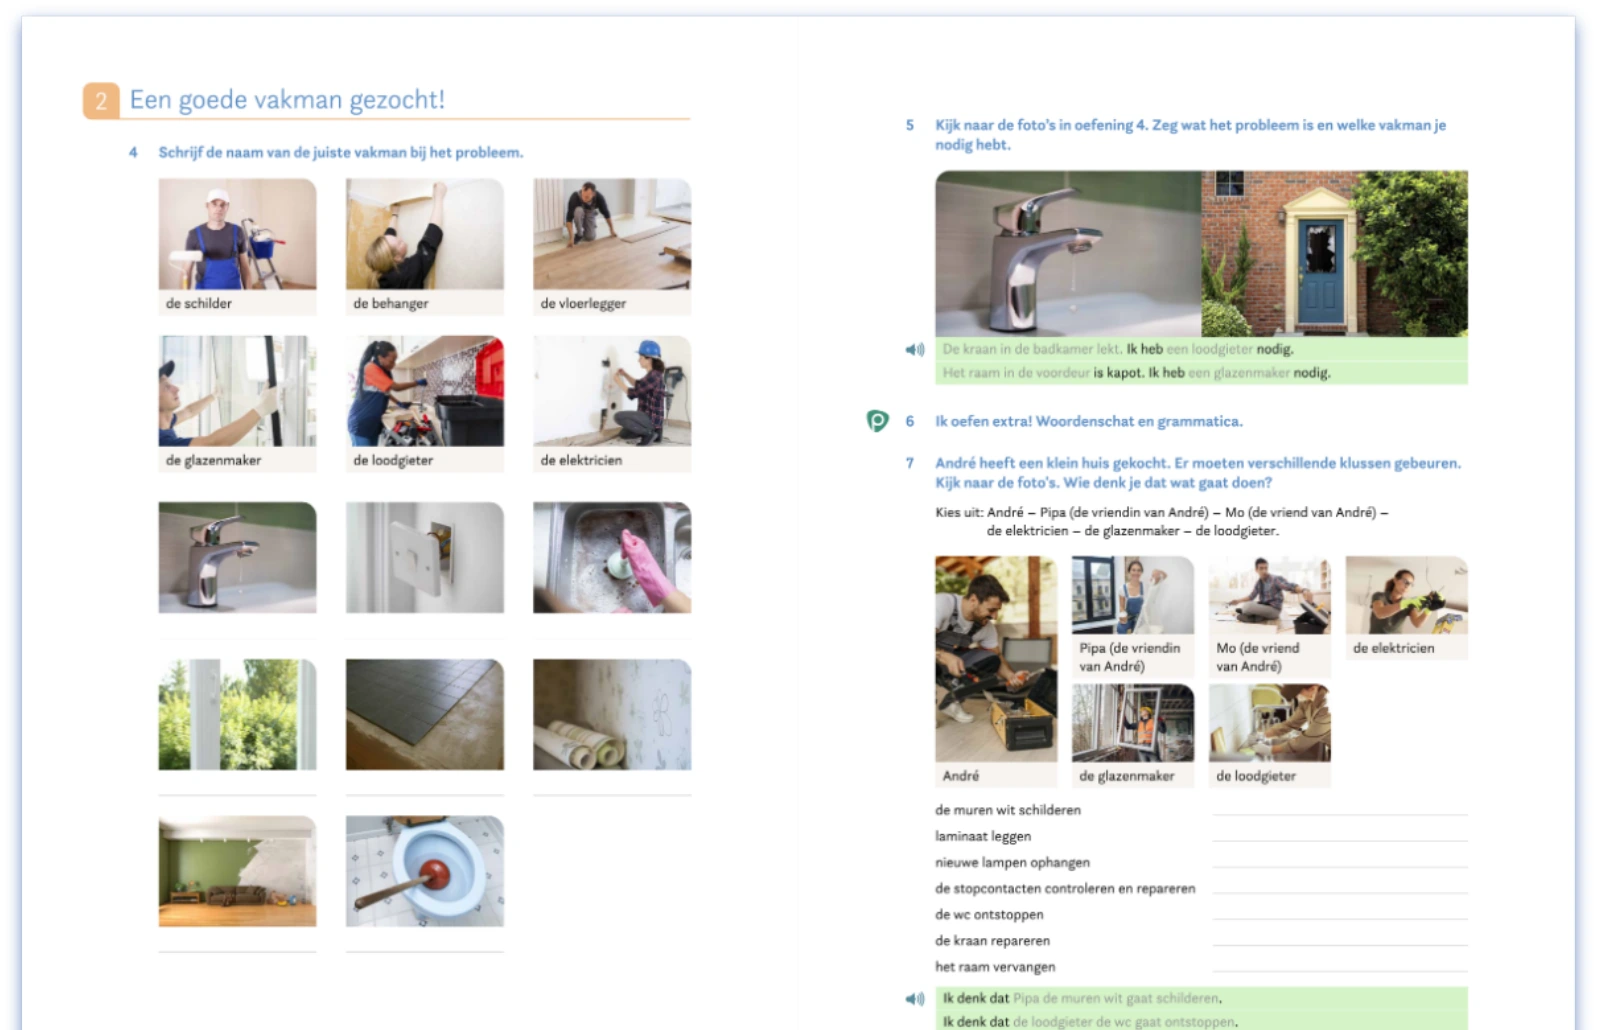 2 Een goede vakman gezocht!
4 Schrijf de naam van de juiste vakman bij het probleem.
de schilder
de behanger
de vloerlegger
de glazenmaker
de loodgieter
de elektricien
5 Kijk naar de foto's in oefening 4. Zeg wat het probleem is en welke vakman je
nodig hebt.
De kraan in de badkamer lekt. Ik heb een loodgieter nodig.
Het raam in de voordeur is kapot. Ik heb een glazenmaker nodig.
p 6 Ik oefen extra! Woordenschat en grammatica.
7 André heeft een klein huis gekocht. Er moeten verschillende klussen gebeuren.
Kijk naar de foto's. Wie denk je dat wat gaat doen?
Kies uit: André – Pipa (de vriendin van André) – Mo (de vriend van André) –
de elektricien – de glazenmaker – de loodgieter.
Pipa (de vriendin
van André)
Mo (de vriend
van André)
de elektricien
André
de glazenmaker
de loodgieter
de muren wit schilderen
laminaat leggen
nieuwe lampen ophangen
de stopcontacten controleren en repareren
de wc ontstoppen
de kraan repareren
het raam vervangen
Ik denk dat Pipa de muren wit gaat schilderen.
Ik denk dat de loodgieter de wc gaat ontstoppen.